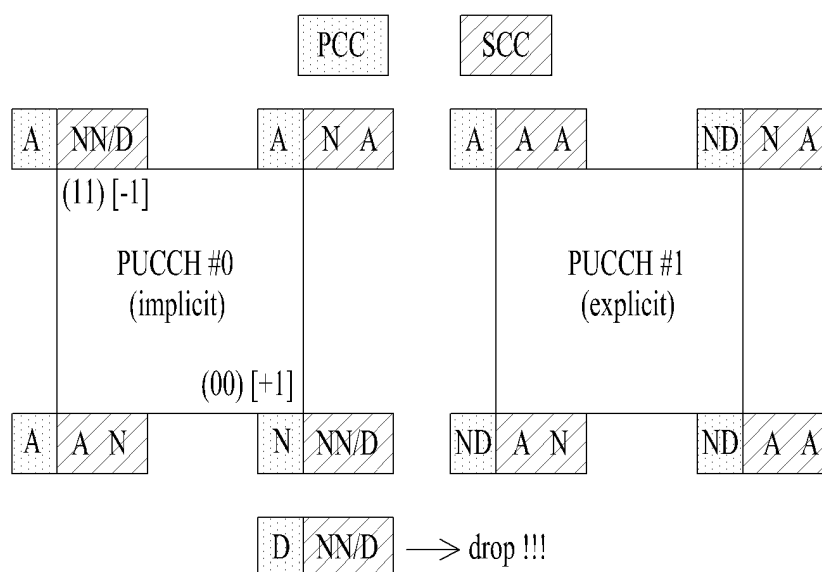 PCC SCC
A NN/D A N A A A A ND N A
(11) [-1]
PUCCH #0 PUCCH #1
(implicit) (explicit)
(00) [+1]
A A N N NN/D ND A N ND A A
D NN/D drop !!!